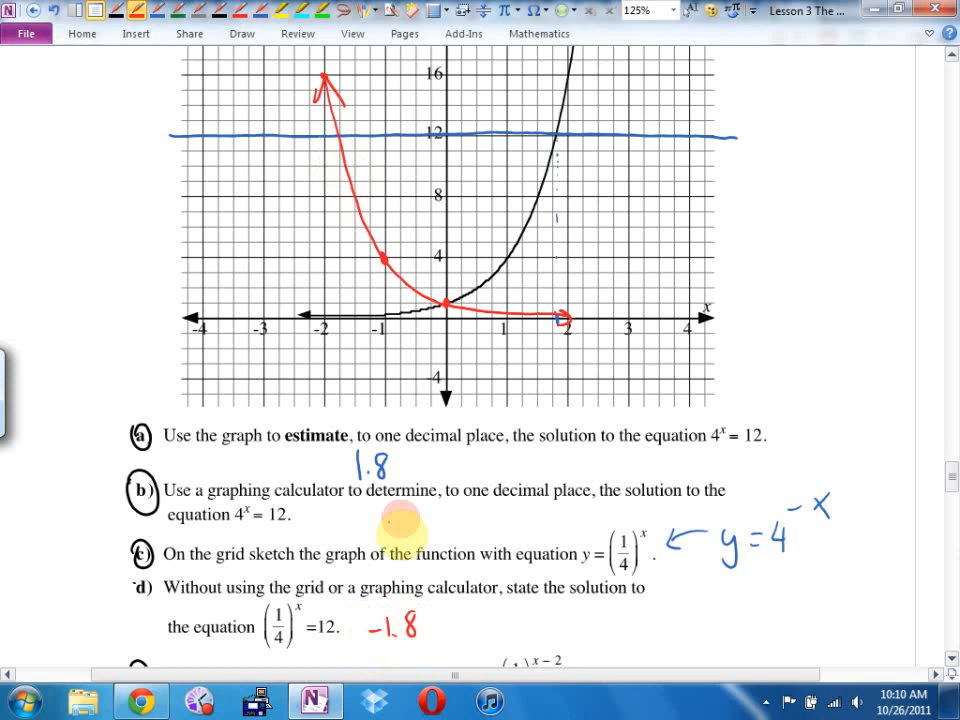 125% Lesson 3 The ...
File Home Insert Share Draw Review View Pages Add-Ins Mathematics
16
12
8
4
x
-4 -3 -2 -1 1 2 3 4
-4
a) Use the graph to estimate, to one decimal place, the solution to the equation 4ˣ = 12.
1.8
b) Use a graphing calculator to determine, to one decimal place, the solution to the
equation 4ˣ = 12.
c) On the grid sketch the graph of the function with equation y = (1/4)ˣ. ← y = 4⁻ˣ
d) Without using the grid or a graphing calculator, state the solution to
the equation (1/4)ˣ =12. -1.8
x – 2
10:10 AM
10/26/2011